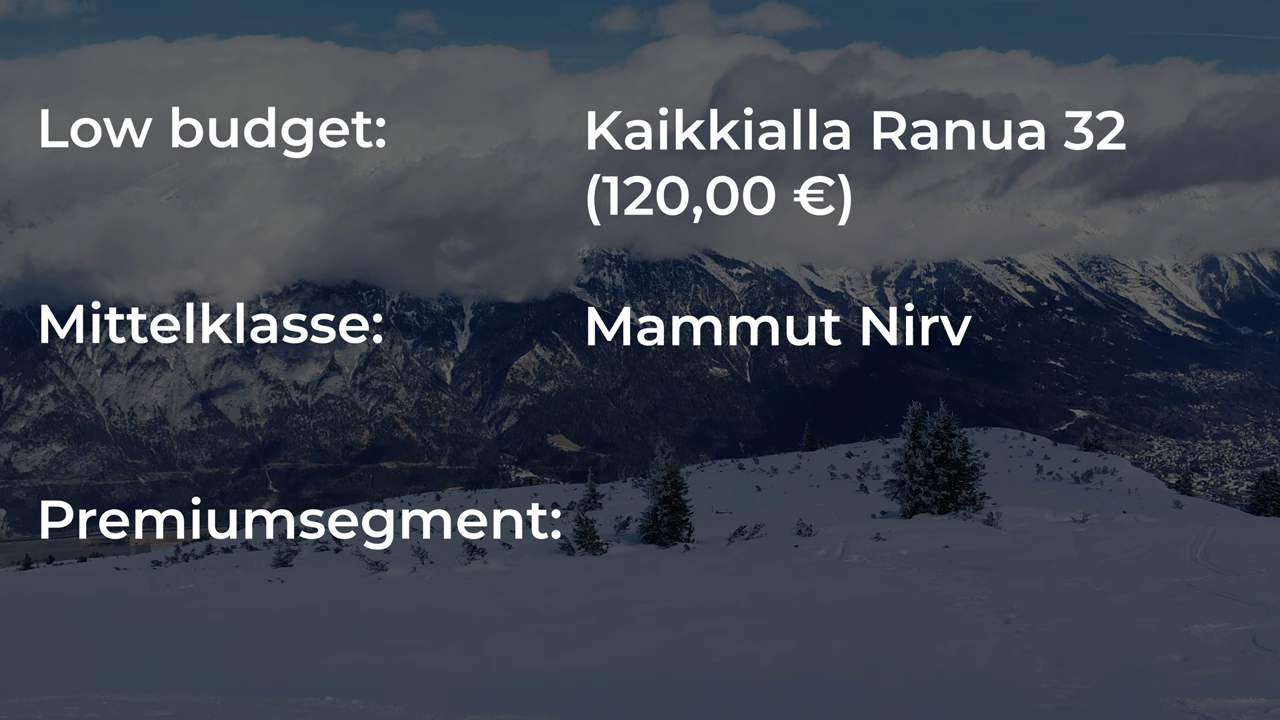 Low budget: Kaikkialla Ranua 32
(120,00 €)
Mittelklasse: Mammut Nirv
Premiumsegment: